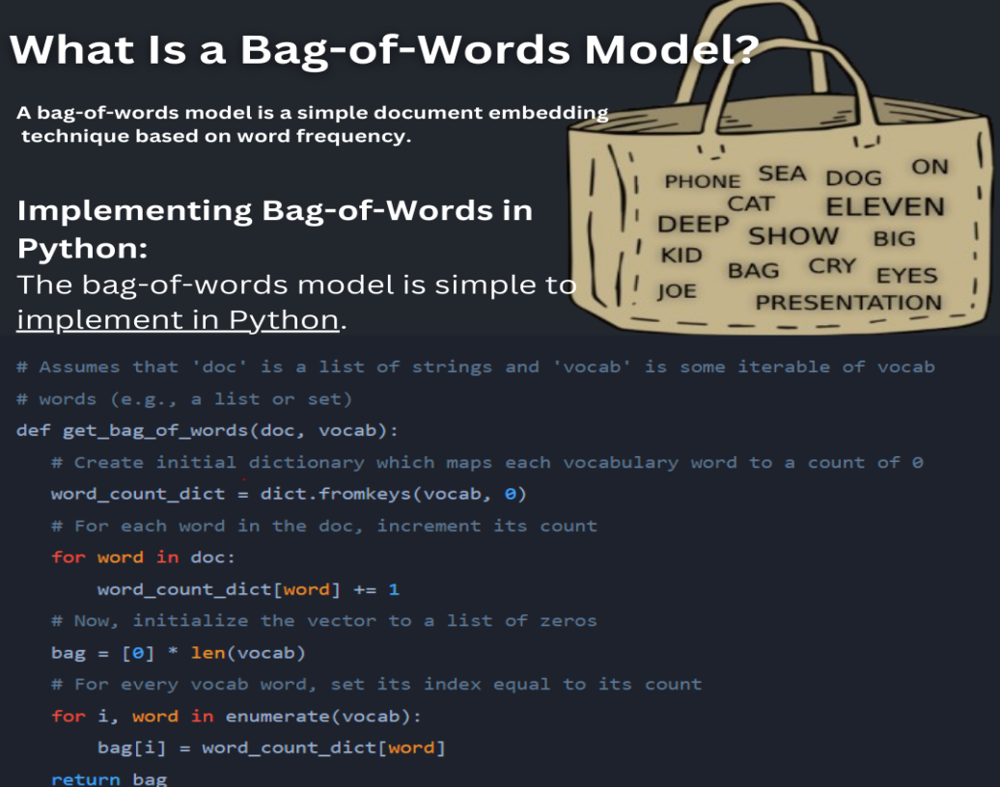 What Is a Bag-of-Words Model?
A bag-of-words model is a simple document embedding
technique based on word frequency.
Implementing Bag-of-Words in
Python:
The bag-of-words model is simple to
implement in Python.
PHONE SEA DOG ON
CAT ELEVEN
DEEP SHOW BIG
KID BAG CRY EYES
JOE PRESENTATION
# Assumes that 'doc' is a list of strings and 'vocab' is some iterable of vocab
# words (e.g., a list or set)
def get_bag_of_words(doc, vocab):
    # Create initial dictionary which maps each vocabulary word to a count of 0
    word_count_dict = dict.fromkeys(vocab, 0)
    # For each word in the doc, increment its count
    for word in doc:
        word_count_dict[word] += 1
    # Now, initialize the vector to a list of zeros
    bag = [0] * len(vocab)
    # For every vocab word, set its index equal to its count
    for i, word in enumerate(vocab):
        bag[i] = word_count_dict[word]
    return bag